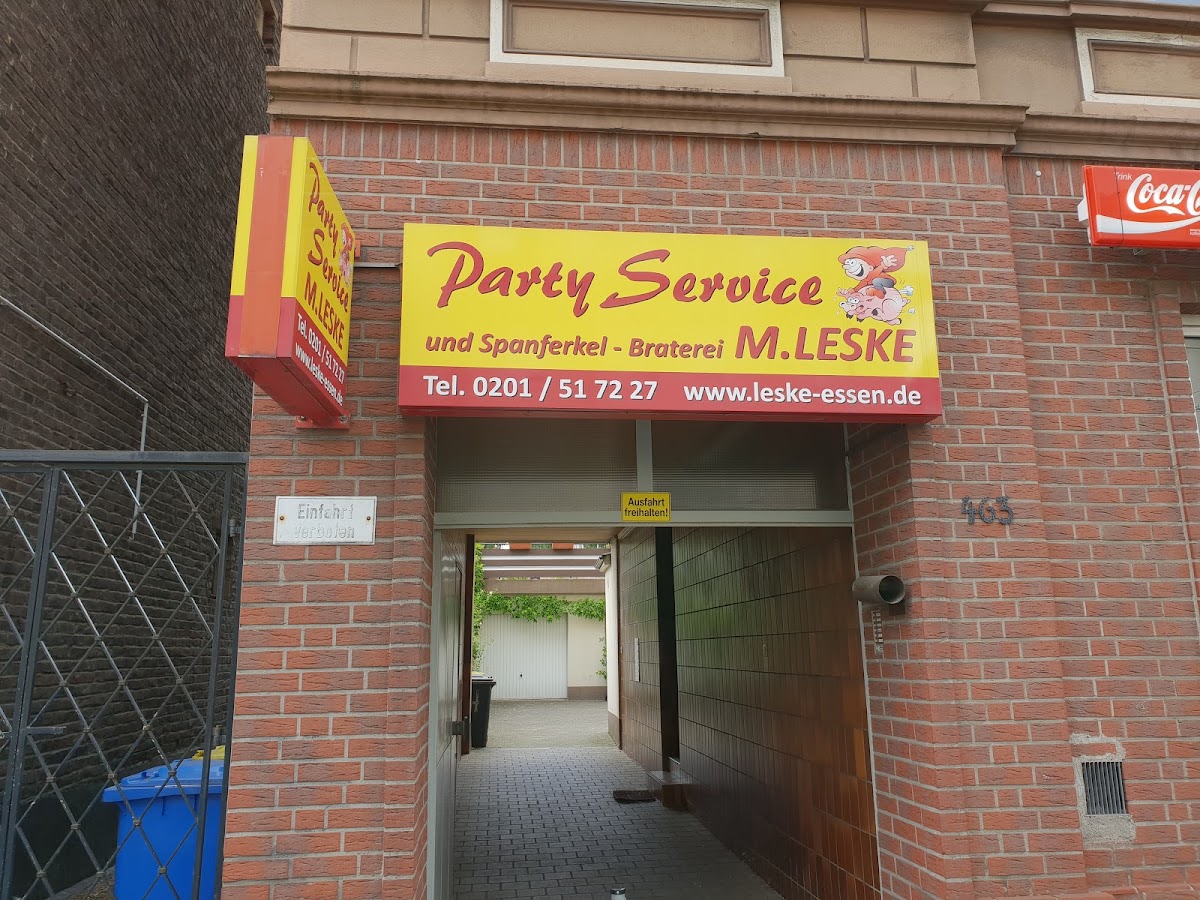 Party
Service
M.LESKE
Tel. 0201 / 51 72 27
www.leske-essen.de
Party Service
und Spanferkel - Braterei M.LESKE
Tel. 0201 / 51 72 27 www.leske-essen.de
Drink
Coca-C
Ausfahrt
freihalten!
Einfahrt
verboten
463